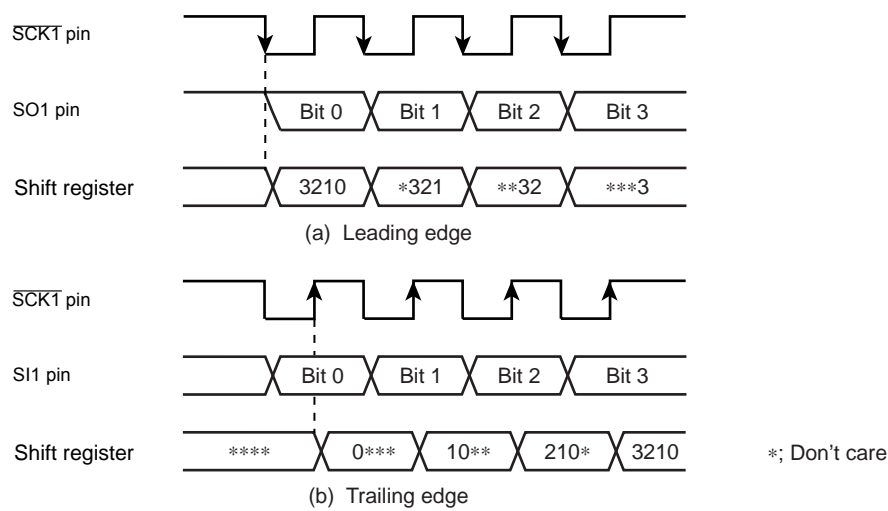 SCK1 pin
SO1 pin Bit 0 Bit 1 Bit 2 Bit 3
Shift register 3210 *321 **32 ***3
(a) Leading edge
SCK1 pin
SI1 pin Bit 0 Bit 1 Bit 2 Bit 3
Shift register **** 0*** 10** 210* 3210 *; Don't care
(b) Trailing edge